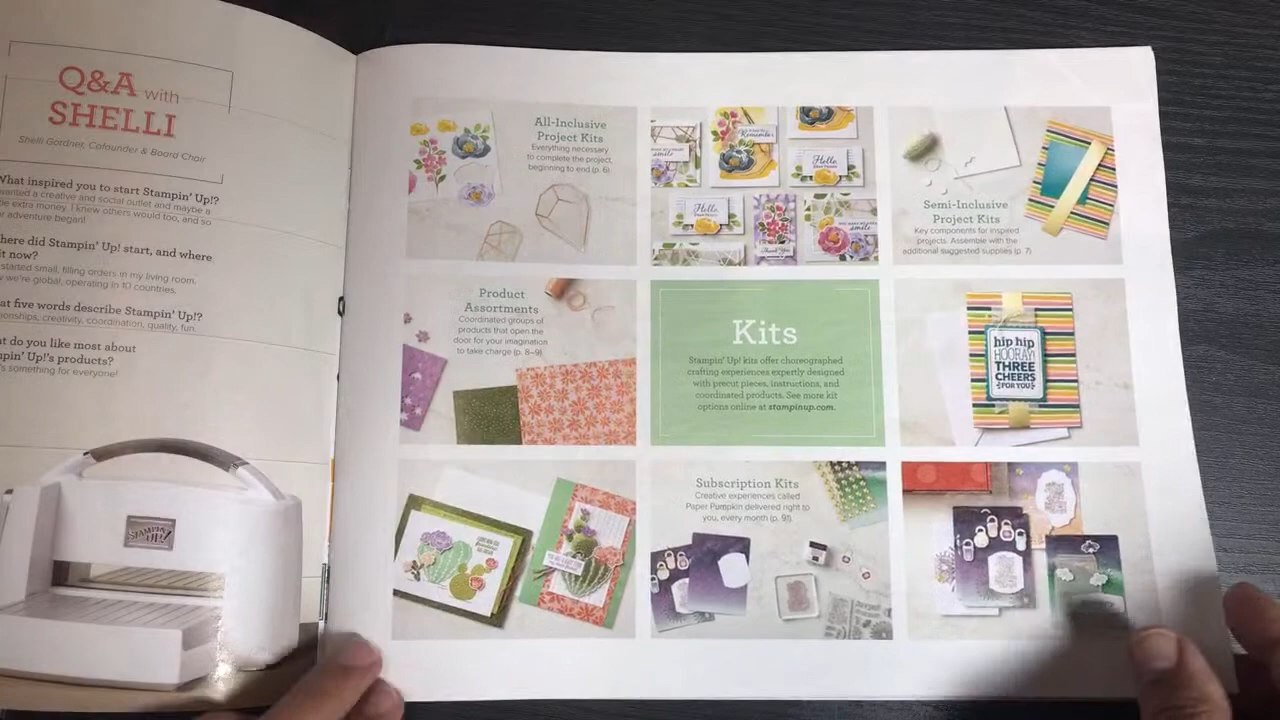 Q&A with
SHELLI
Shelli Gardner, Cofounder & Board Chair
What inspired you to start Stampin' Up!?
wanted a creative and social outlet and maybe a
e extra money. I knew others would too, and so
r adventure began!
here did Stampin' Up! start, and where
it now?
started small, filling orders in my living room.
w we're global, operating in 10 countries.
at five words describe Stampin' Up!?
ionships, creativity, coordination, quality, fun
t do you like most about
pin' Up!'s products?
's something for everyone!
STAMPIN'
UP!
All-Inclusive
Project Kits
Everything necessary
to complete the project,
beginning to end (p. 6)
Remember
smile
Hello
Hello
smile
Thank You
Semi-Inclusive
Project Kits
Key components for inspired
projects. Assemble with the
additional suggested supplies (p. 7)
Product
Assortments
Coordinated groups of
products that open the
door for your imagination
to take charge (p. 8–9)
Kits
Stampin' Up! kits offer choreographed
crafting experiences expertly designed
with precut pieces, instructions, and
coordinated products. See more kit
options online at stampinup.com.
hip hip
HOORAY!
THREE
CHEERS
FOR YOU
Subscription Kits
Creative experiences called
Paper Pumpkin delivered right to
you, every month (p. 91).